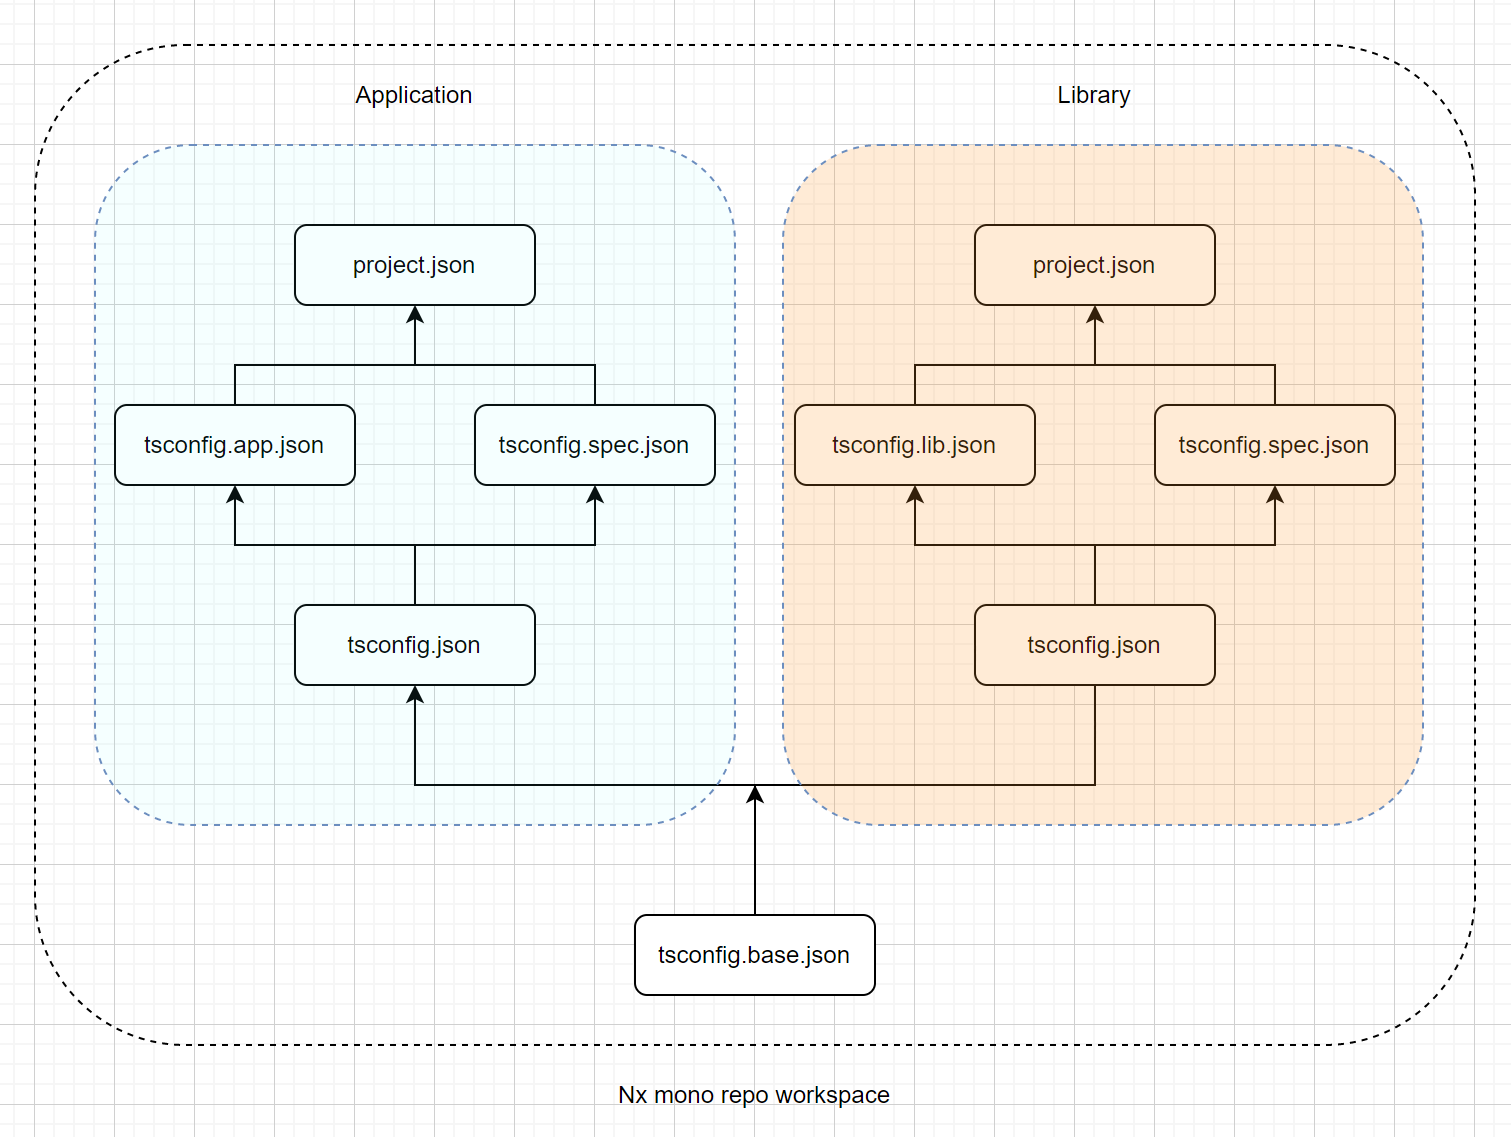 Application
Library
project.json
project.json
tsconfig.app.json
tsconfig.spec.json
tsconfig.lib.json
tsconfig.spec.json
tsconfig.json
tsconfig.json
tsconfig.base.json
Nx mono repo workspace